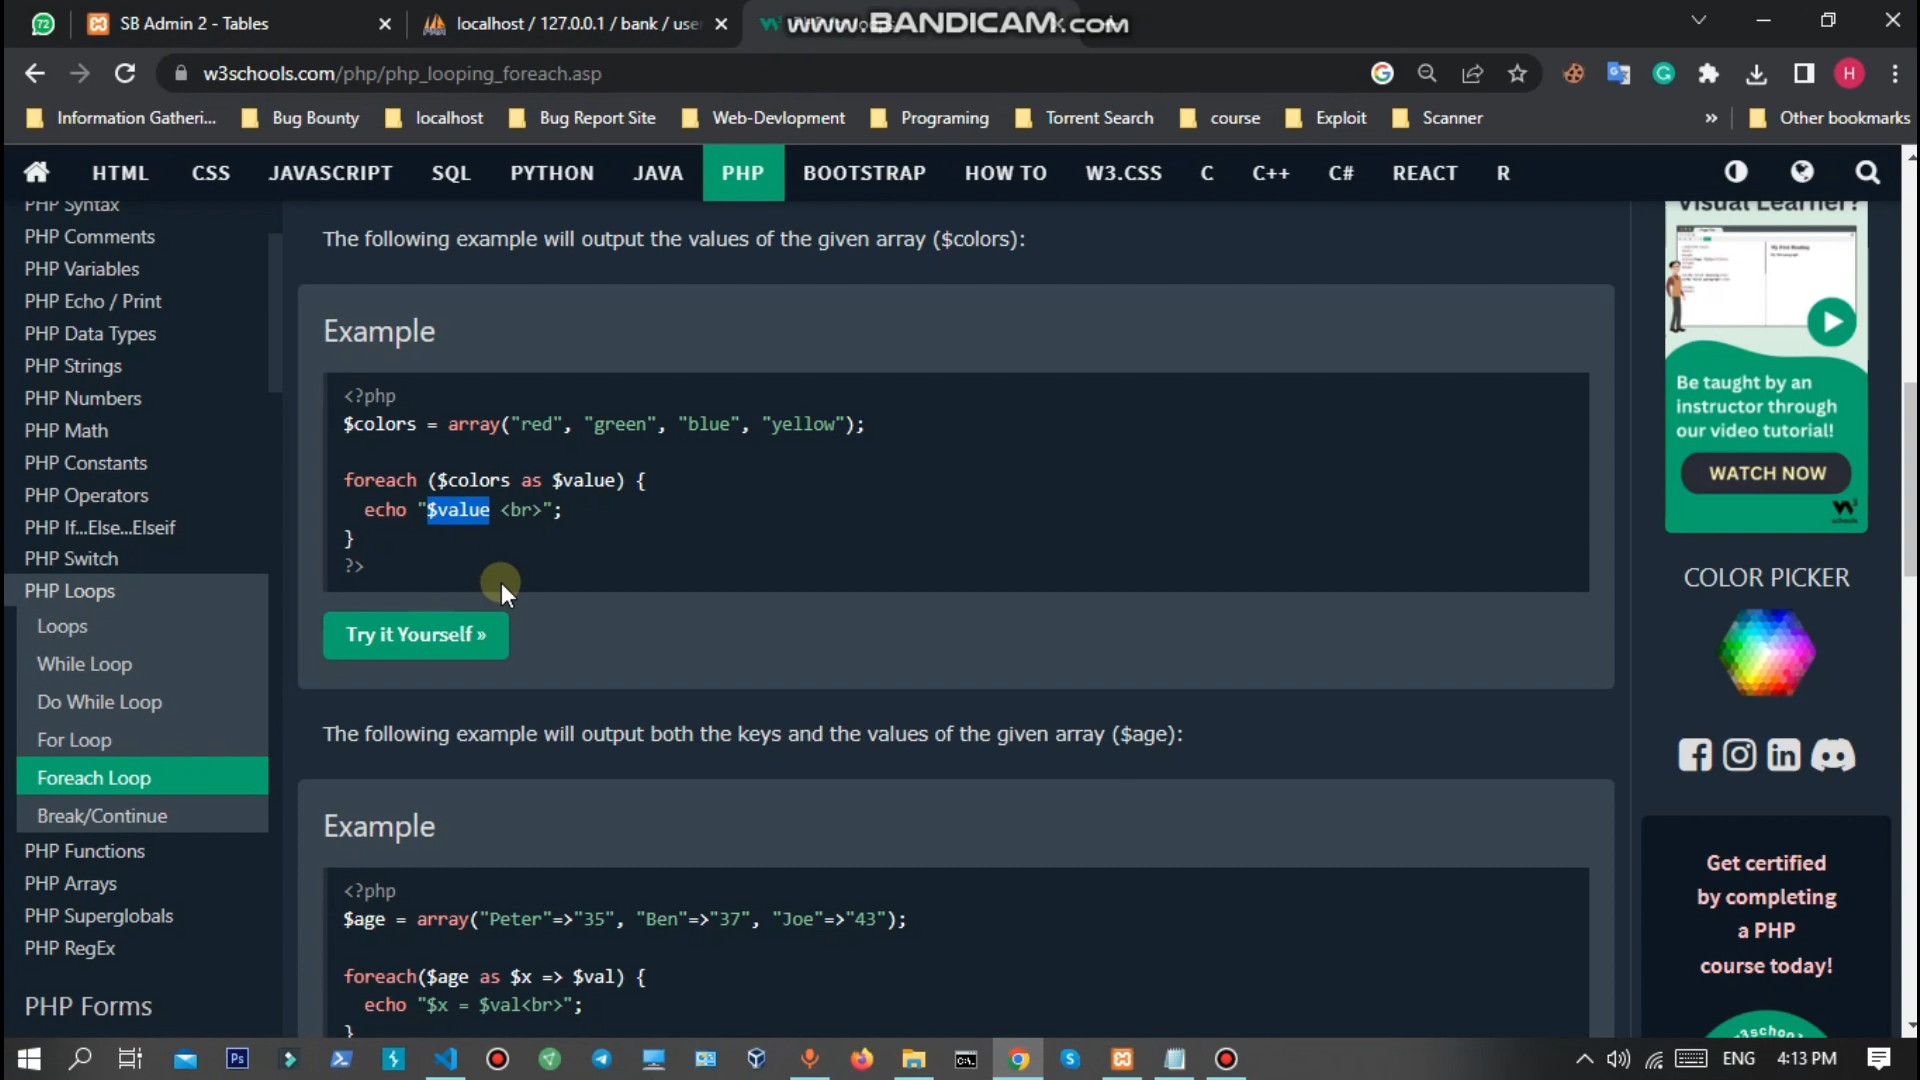 72
SB Admin 2 - Tables
localhost / 127.0.0.1 / bank / use
www.BANDICAM.com
w3schools.com/php/php_looping_foreach.asp
H
Information Gatheri...
Bug Bounty
localhost
Bug Report Site
Web-Devlopment
Programing
Torrent Search
course
Exploit
Scanner
»
Other bookmarks
HTML
CSS
JAVASCRIPT
SQL
PYTHON
JAVA
PHP
BOOTSTRAP
HOW TO
W3.CSS
C
C++
C#
REACT
R
PHP Syntax
PHP Comments
PHP Variables
PHP Echo / Print
PHP Data Types
PHP Strings
PHP Numbers
PHP Math
PHP Constants
PHP Operators
PHP If...Else...Elseif
PHP Switch
PHP Loops
Loops
While Loop
Do While Loop
For Loop
Foreach Loop
Break/Continue
PHP Functions
PHP Arrays
PHP Superglobals
PHP RegEx
PHP Forms
The following example will output the values of the given array ($colors):
Example
<?php
$colors = array("red", "green", "blue", "yellow");
foreach ($colors as $value) {
echo "$value <br>";
}
?>
Try it Yourself »
The following example will output both the keys and the values of the given array ($age):
Example
<?php
$age = array("Peter"=>"35", "Ben"=>"37", "Joe"=>"43");
foreach($age as $x => $val) {
echo "$x = $val<br>";
}
Visual Learner?
Be taught by an
instructor through
our video tutorial!
WATCH NOW
W3
schools
COLOR PICKER
Get certified
by completing
a PHP
course today!
w3schoo
Ps
ENG
4:13 PM